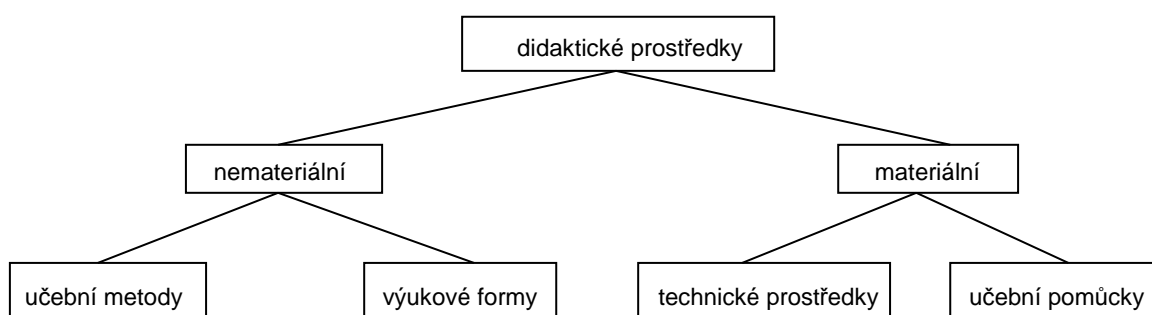 didaktické prostředky
nemateriální
materiální
učební metody
výukové formy
technické prostředky
učební pomůcky